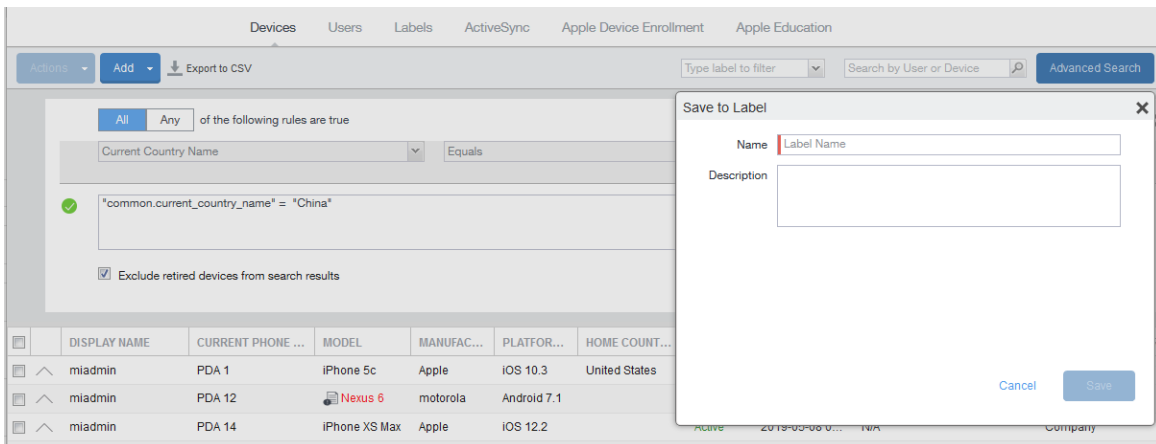 Devices Users Labels ActiveSync Apple Device Enrollment Apple Education
Actions Add Export to CSV Type label to filter Search by User or Device Advanced Search
Save to Label
All Any of the following rules are true
Name Label Name
Current Country Name Equals
Description
"common.current_country_name" = "China"
Exclude retired devices from search results
DISPLAY NAME CURRENT PHONE ... MODEL MANUFAC... PLATFOR... HOME COUNT...
miadmin PDA 1 iPhone 5c Apple iOS 10.3 United States
Cancel Save
miadmin PDA 12 Nexus 6 motorola Android 7.1
miadmin PDA 14 iPhone XS Max Apple iOS 12.2 Active 2019-05-08 0... N/A Company